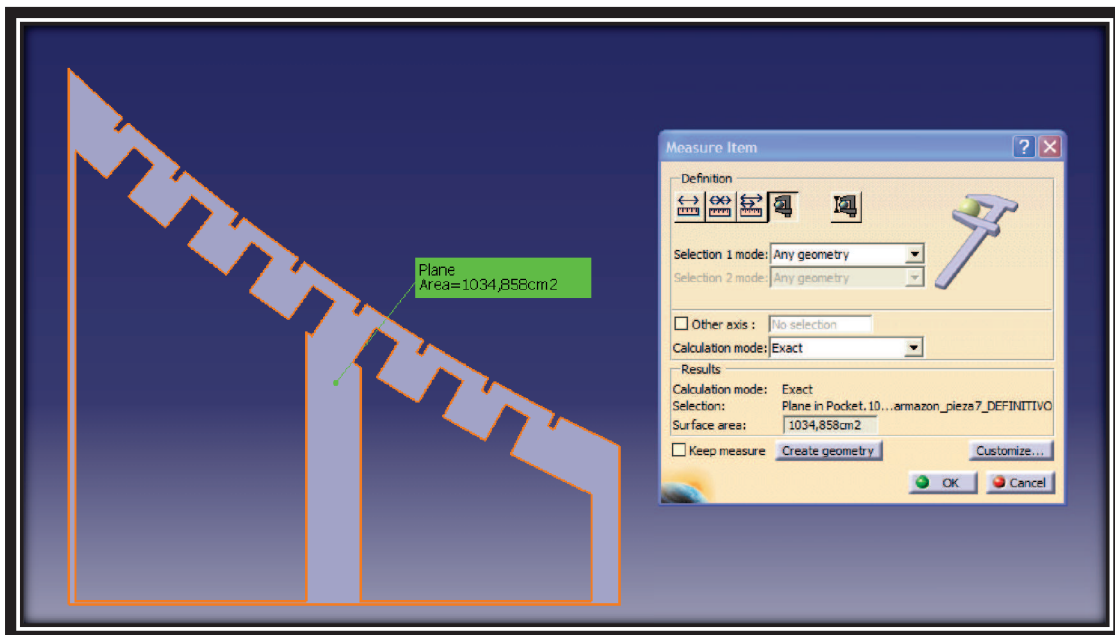 Plane
Area=1034,858cm2
Measure Item
Definition
Selection 1 mode: Any geometry
Selection 2 mode: Any geometry
Other axis : No selection
Calculation mode: Exact
Results
Calculation mode: Exact
Selection: Plane in Pocket.10...armazon_pieza7_DEFINITIVO
Surface area: 1034,858cm2
Keep measure Create geometry Customize...
OK Cancel